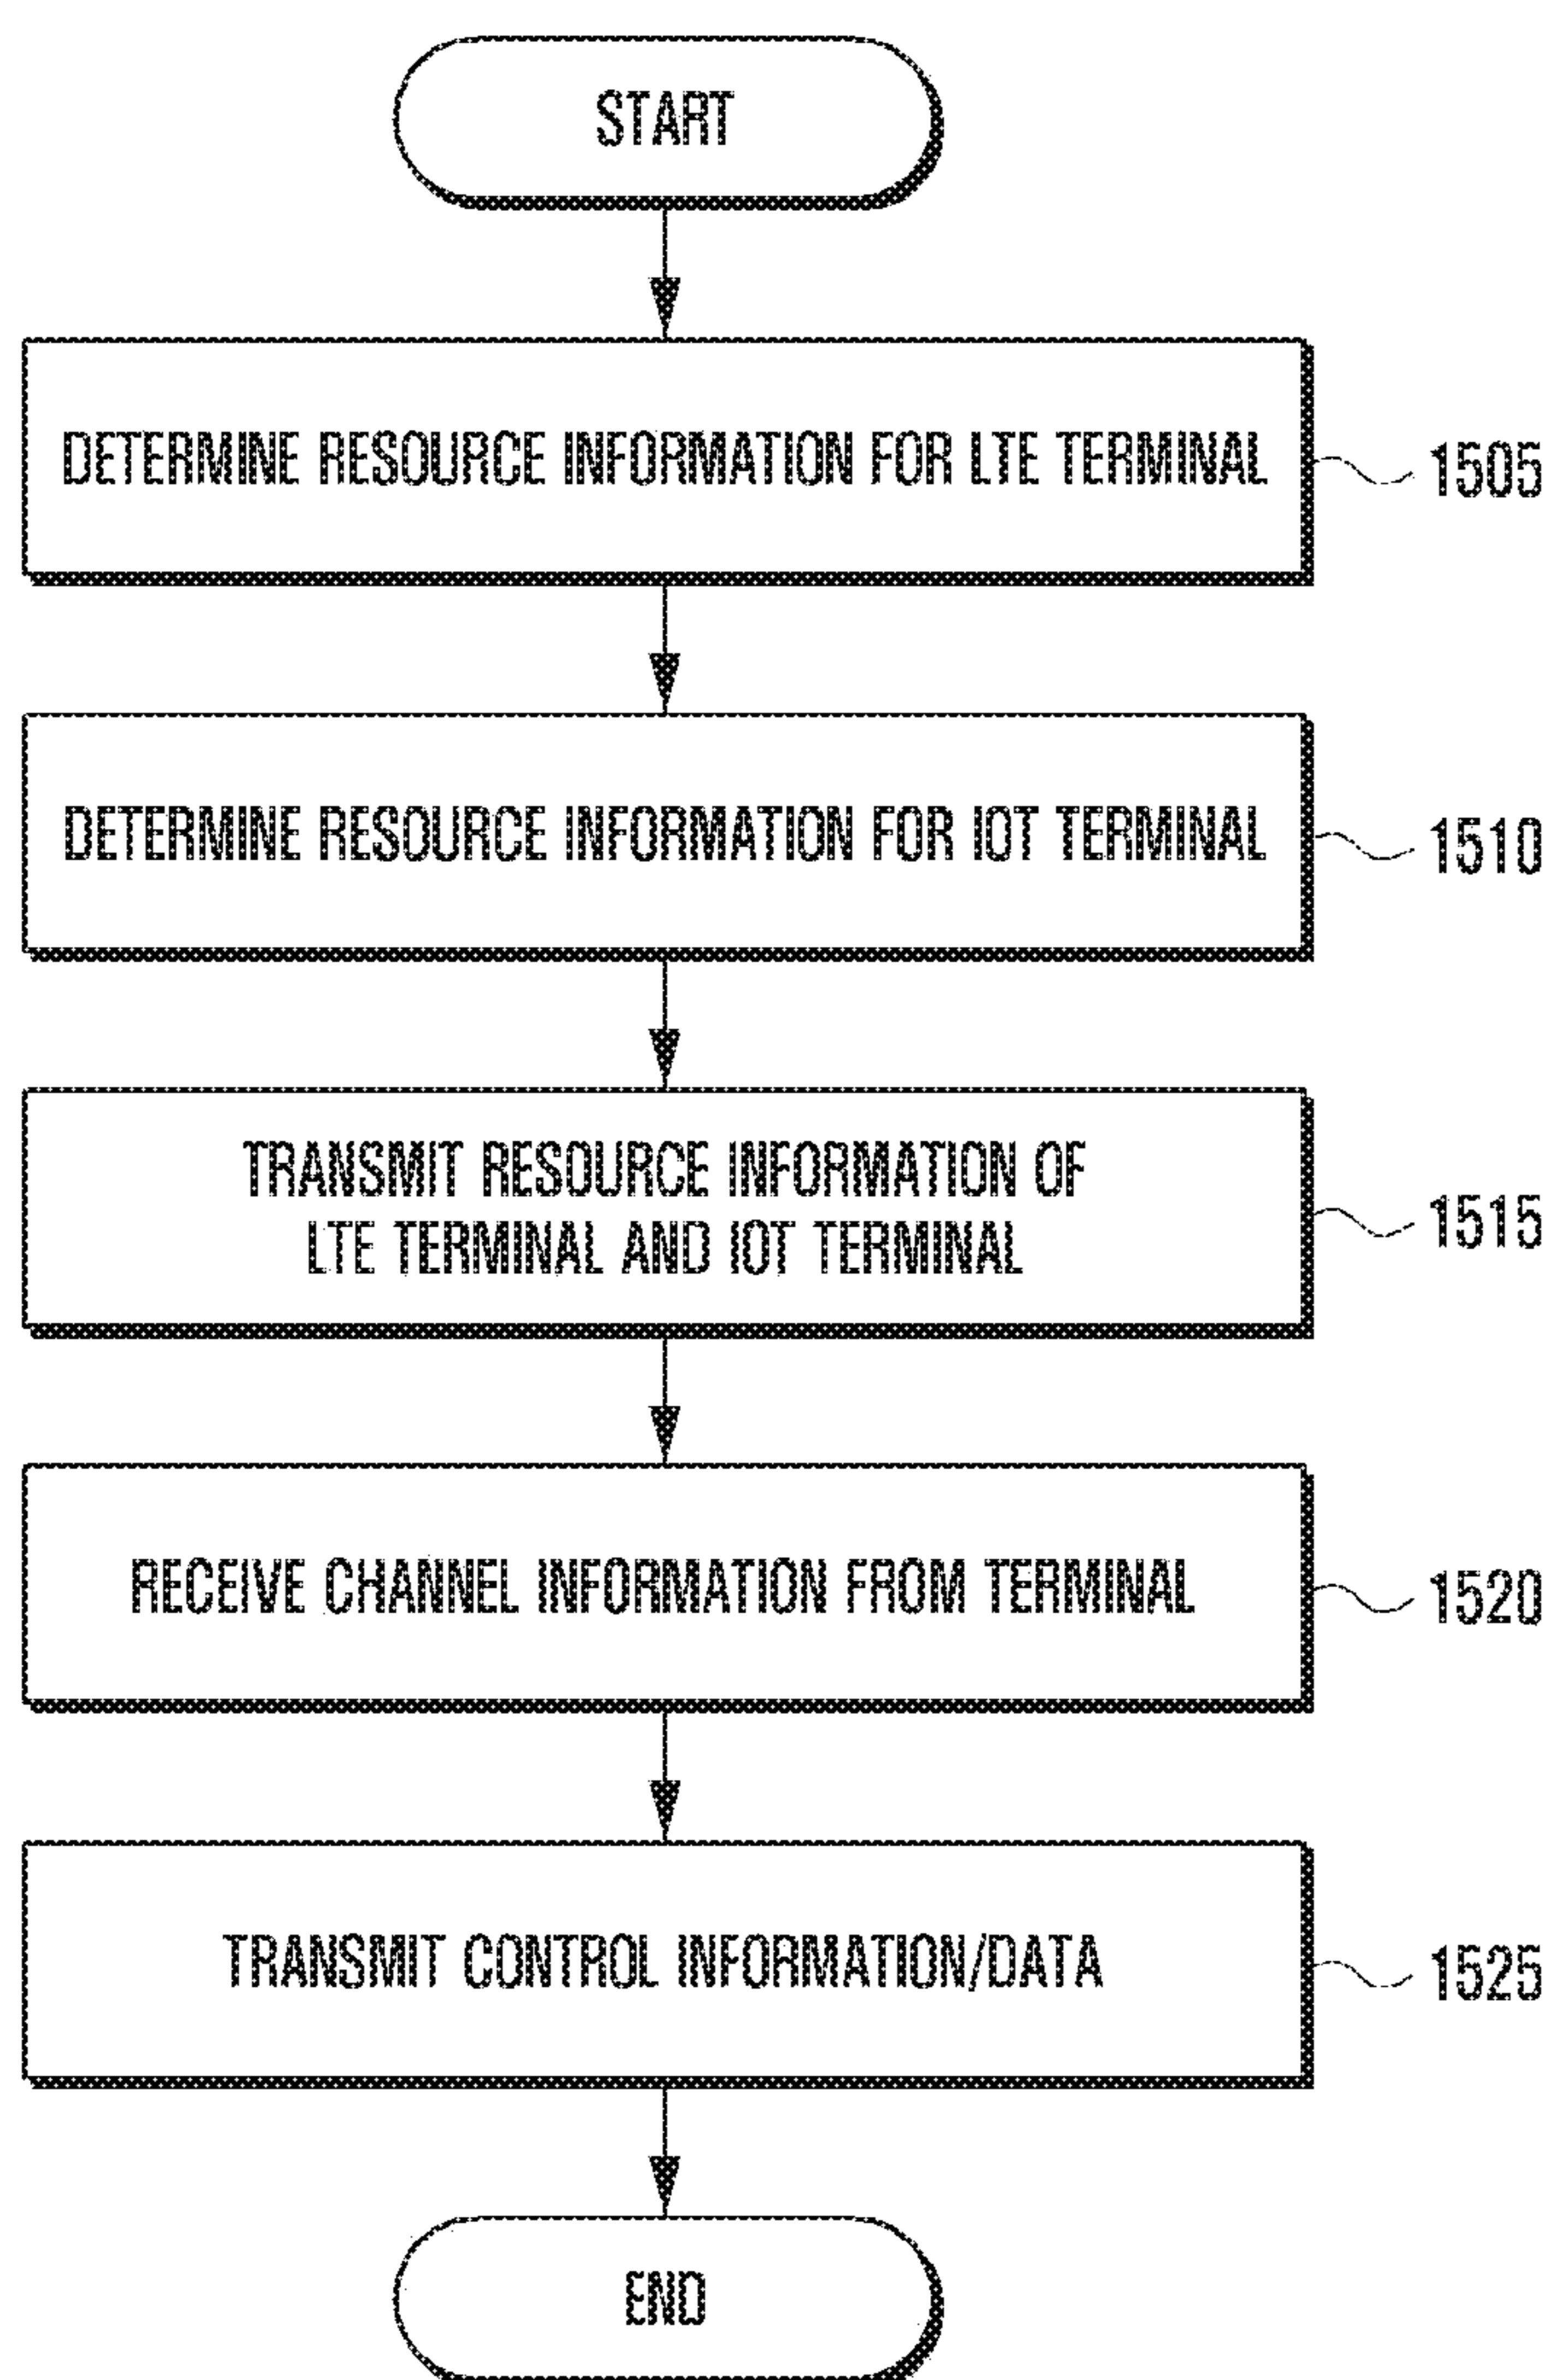 START
DETERMINE RESOURCE INFORMATION FOR LTE TERMINAL
1505
DETERMINE RESOURCE INFORMATION FOR IOT TERMINAL
1510
TRANSMIT RESOURCE INFORMATION OF
LTE TERMINAL AND IOT TERMINAL
1515
RECEIVE CHANNEL INFORMATION FROM TERMINAL
1520
TRANSMIT CONTROL INFORMATION/DATA
1525
END